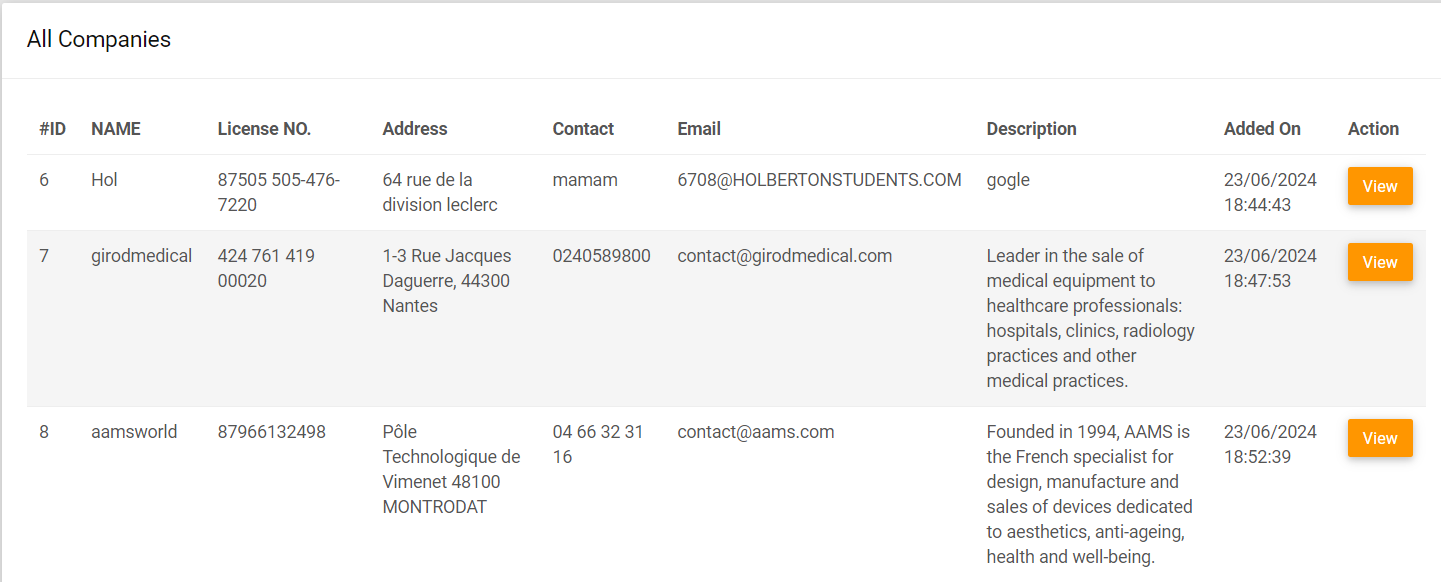 All Companies
#ID NAME License NO. Address Contact Email Description Added On Action
6 Hol 87505 505-476- 64 rue de la mamam 6708@HOLBERTONSTUDENTS.COM gogle 23/06/2024 View
7220 division leclerc 18:44:43
7 girodmedical 424 761 419 1-3 Rue Jacques 0240589800 contact@girodmedical.com Leader in the sale of 23/06/2024 View
00020 Daguerre, 44300 medical equipment to 18:47:53
Nantes healthcare professionals:
hospitals, clinics, radiology
practices and other
medical practices.
8 aamsworld 87966132498 Pôle 04 66 32 31 contact@aams.com Founded in 1994, AAMS is 23/06/2024 View
Technologique de 16 the French specialist for 18:52:39
Vimenet 48100 design, manufacture and
MONTRODAT sales of devices dedicated
to aesthetics, anti-ageing,
health and well-being.